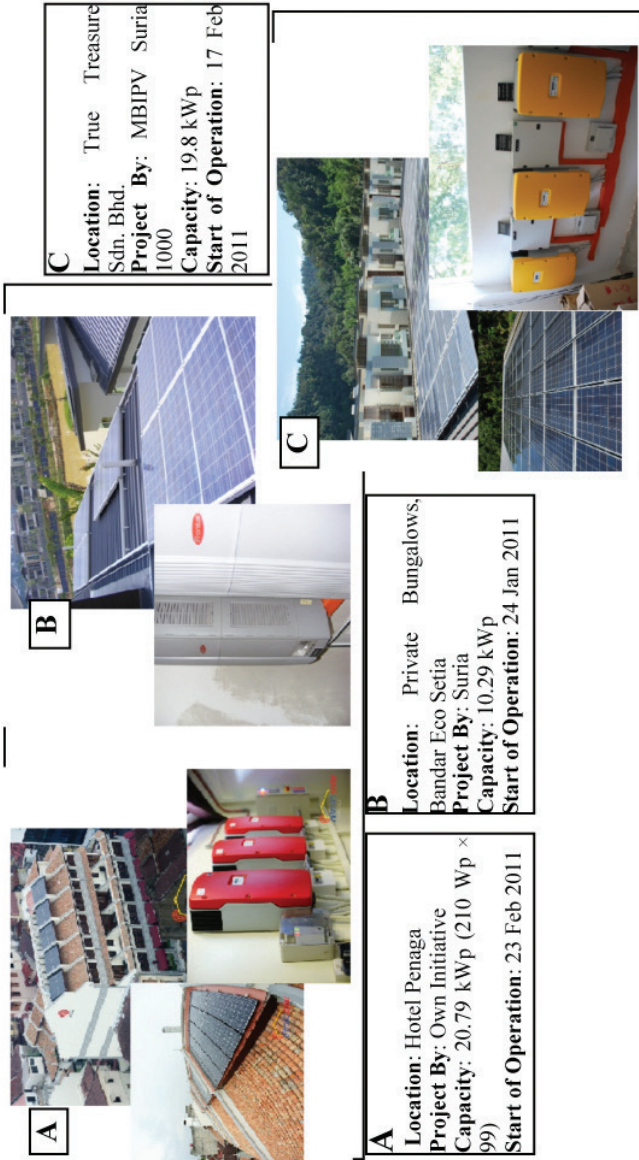 A
B
C
A
Location: Hotel Penaga
Project By: Own Initiative
Capacity: 20.79 kWp (210 Wp ×
99)
Start of Operation: 23 Feb 2011
B
Location: Private Bungalows,
Bandar Eco Setia
Project By: Suria
Capacity: 10.29 kWp
Start of Operation: 24 Jan 2011
C
Location: True Treasure
Sdn. Bhd.
Project By: MBIPV Suria
1000
Capacity: 19.8 kWp
Start of Operation: 17 Feb
2011